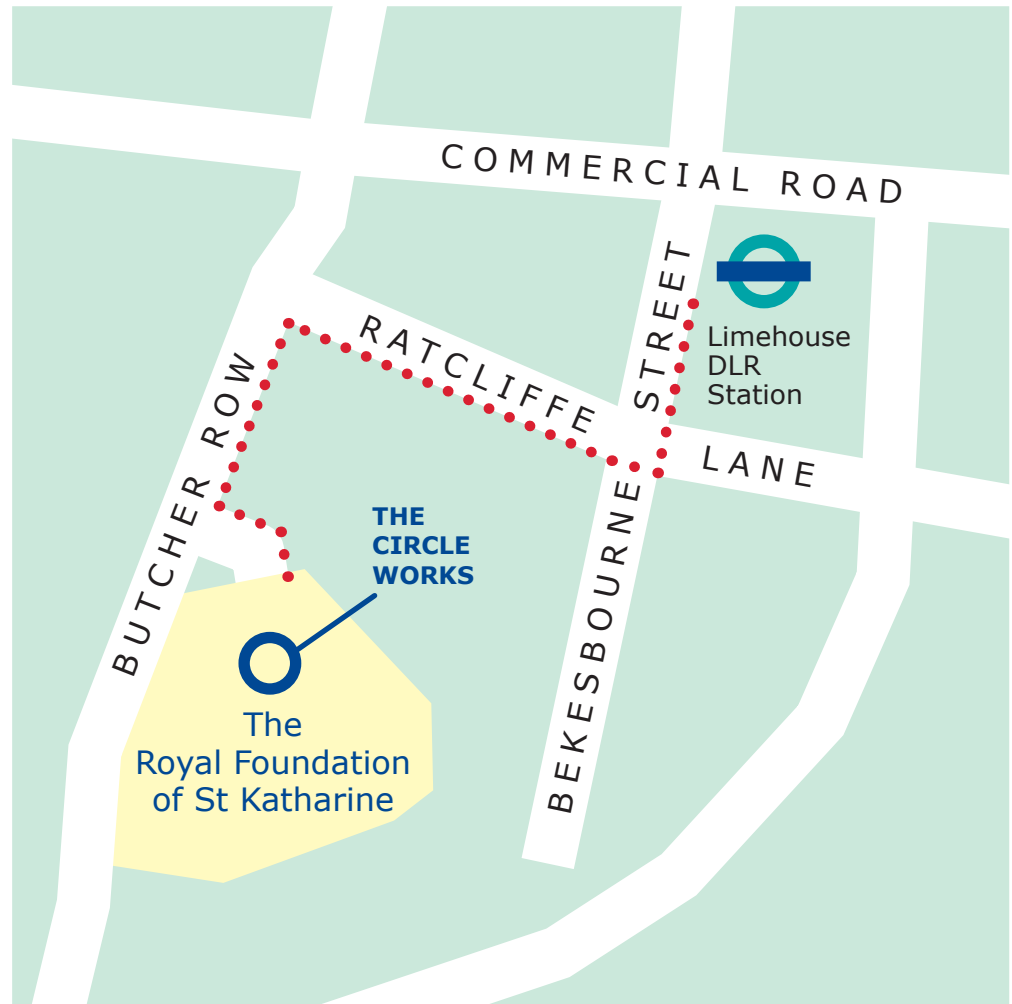 COMMERCIAL ROAD
RATCLIFFE
LANE
BEKESBOURNE STREET
Limehouse
DLR
Station
BUTCHER ROW
THE
CIRCLE
WORKS
The
Royal Foundation
of St Katharine